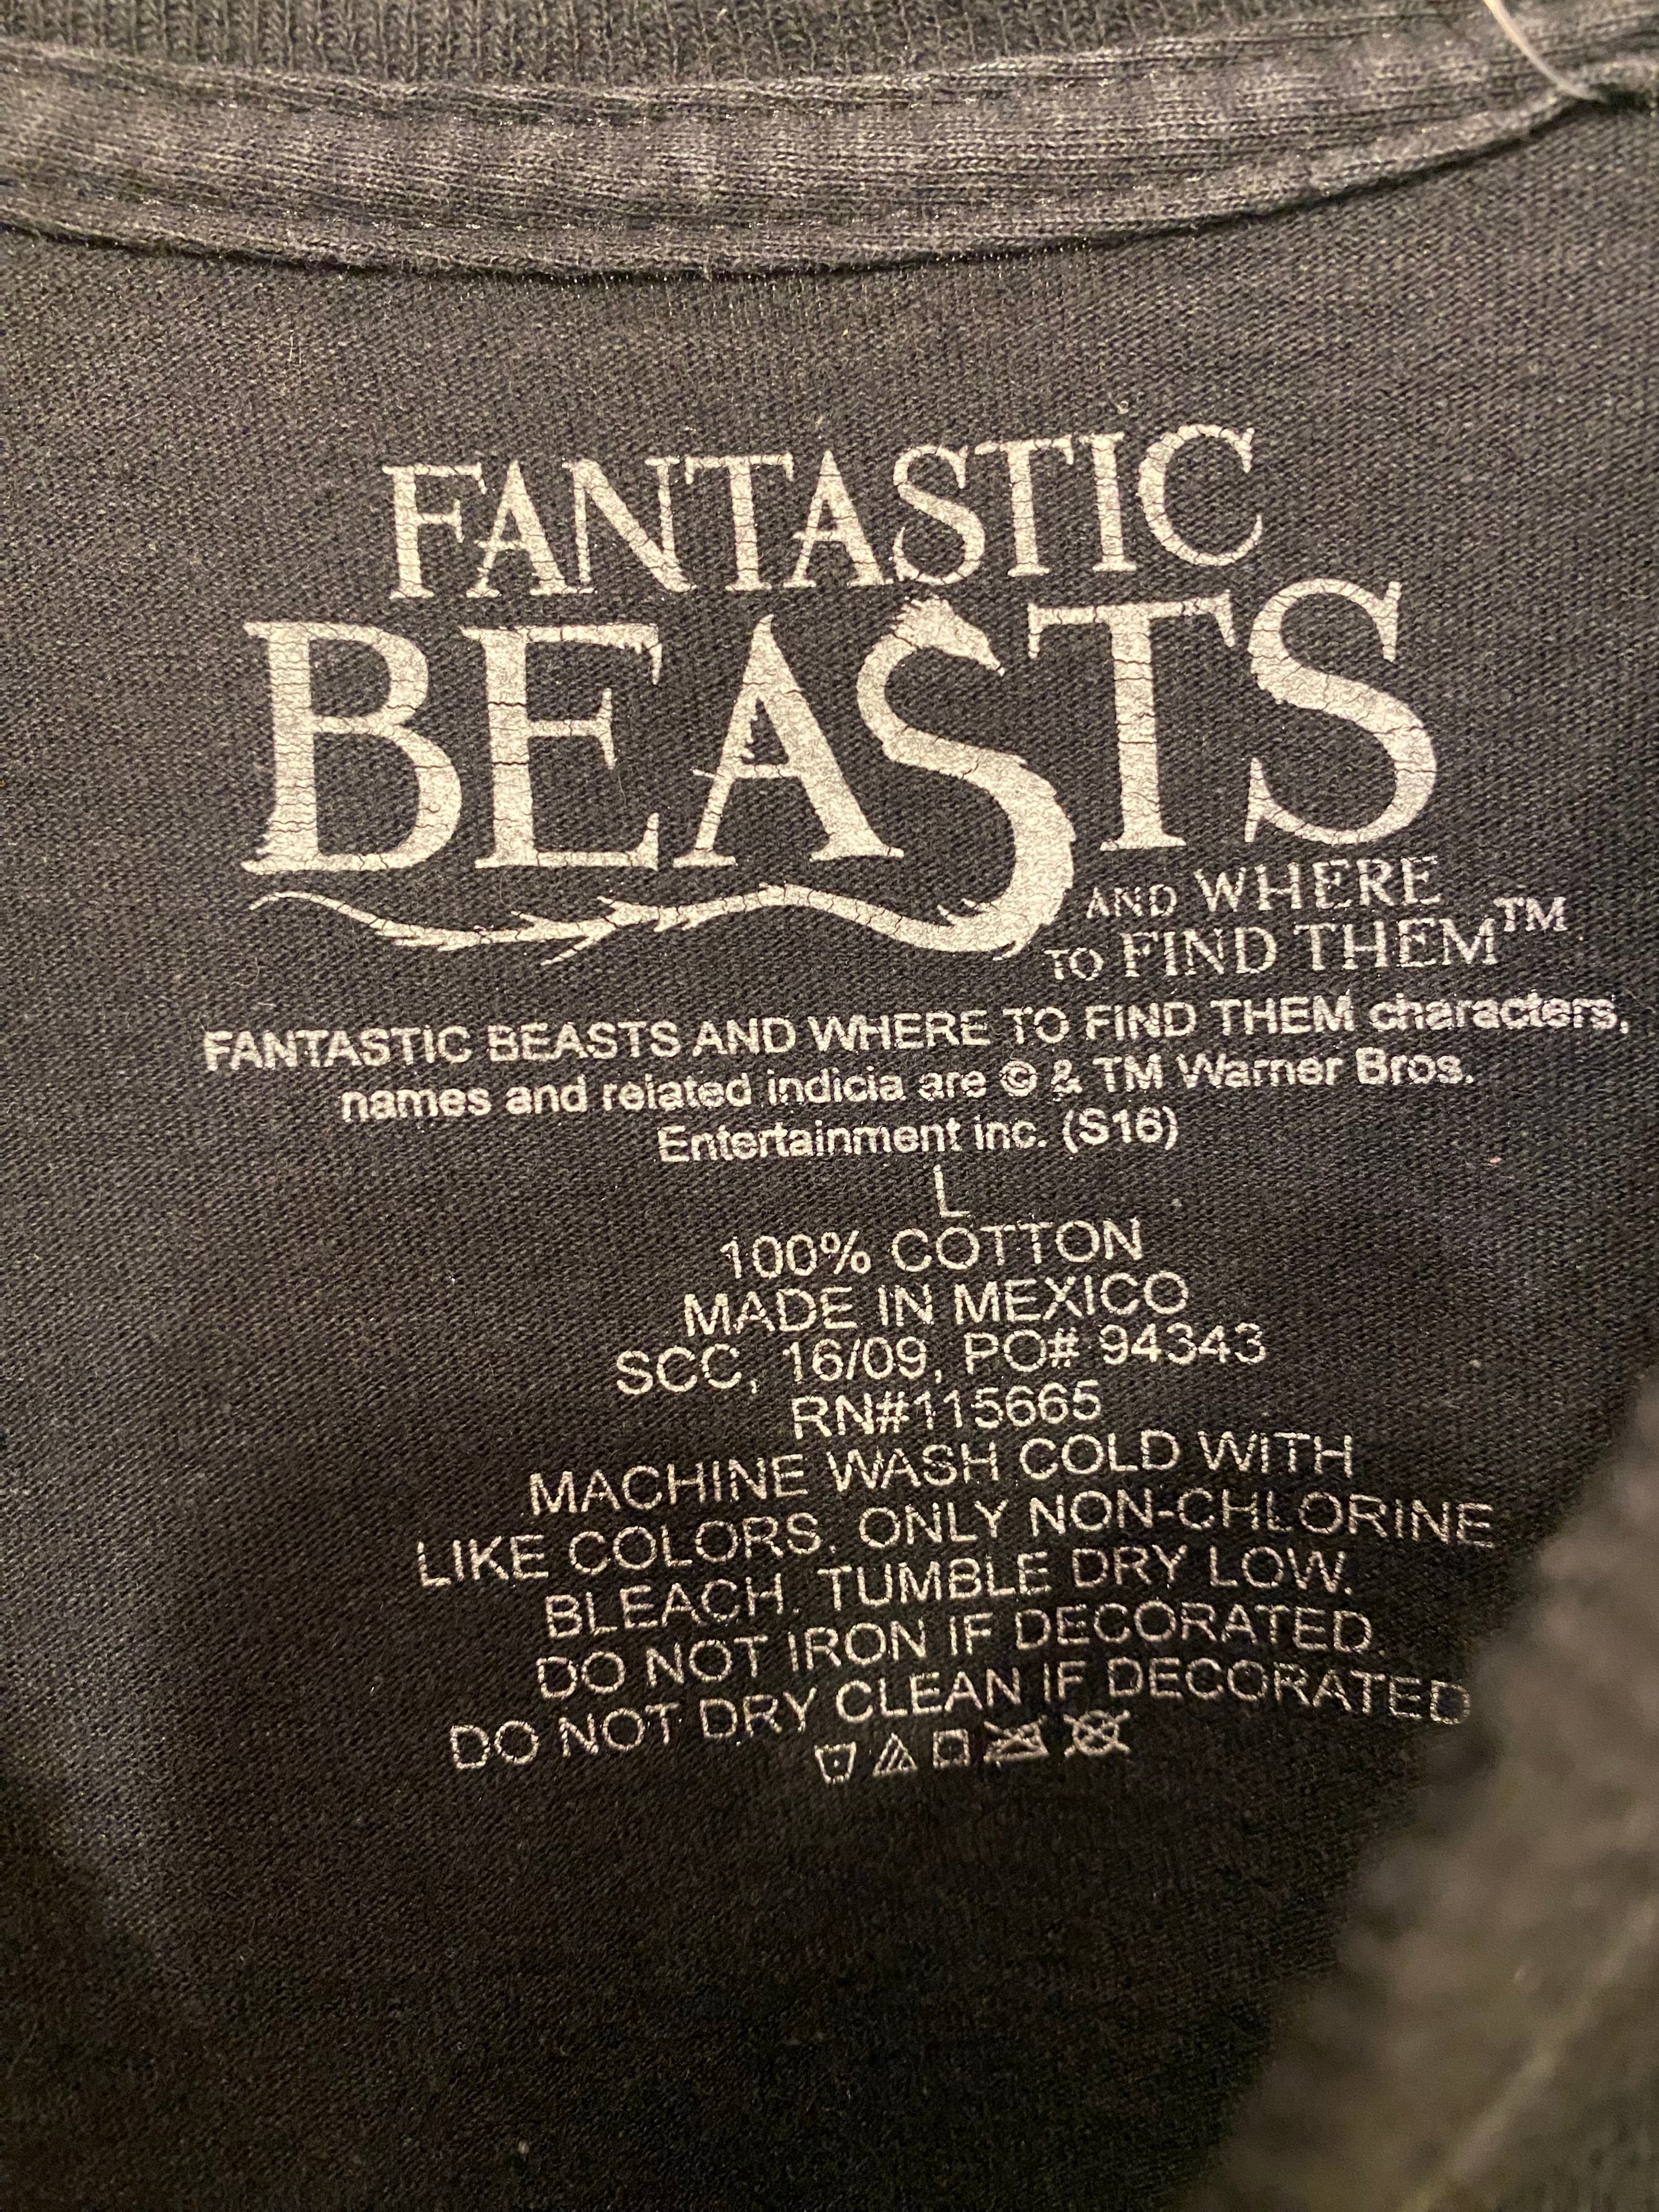 FANTASTIC
BEASTS
AND WHERE
TO FIND THEM™
FANTASTIC BEASTS AND WHERE TO FIND THEM characters,
names and related indicia are © & TM Warner Bros.
Entertainment Inc. (S16)
L
100% COTTON
MADE IN MEXICO
SCC, 16/09, PO# 94343
RN#115665
MACHINE WASH COLD WITH
LIKE COLORS. ONLY NON-CHLORINE
BLEACH. TUMBLE DRY LOW.
DO NOT IRON IF DECORATED.
DO NOT DRY CLEAN IF DECORATED